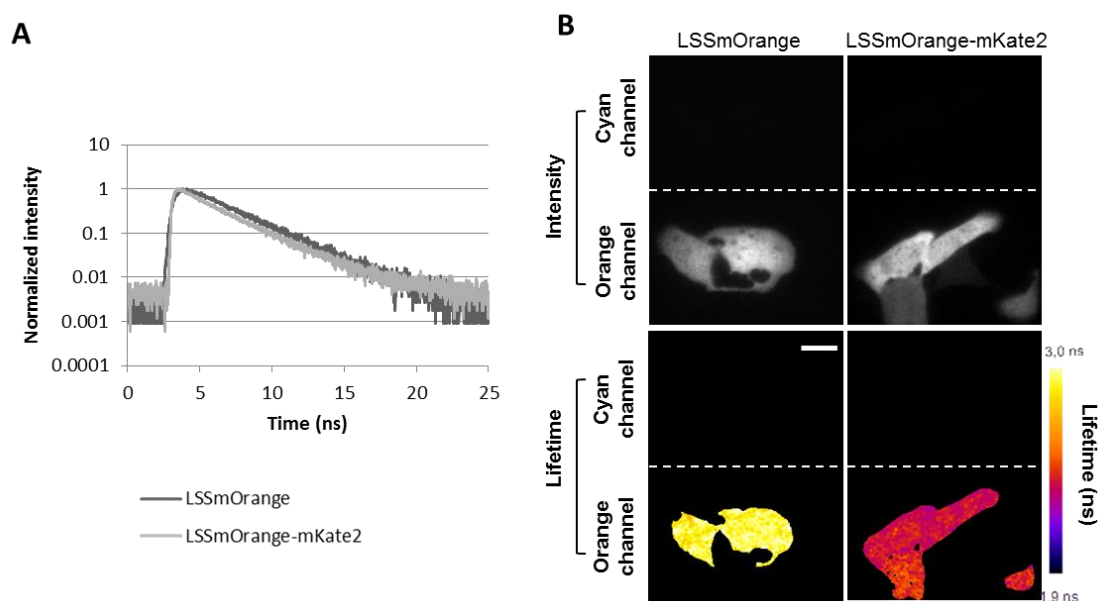 A
10
1
0.1
0.01
0.001
0.0001
0
5
10
15
20
25
Normalized intensity
Time (ns)
LSSmOrange
LSSmOrange-mKate2
B
LSSmOrange
LSSmOrange-mKate2
Intensity
Cyan
channel
Orange
channel
Lifetime
Cyan
channel
Orange
channel
3,0 ns
1.9 ns
Lifetime (ns)